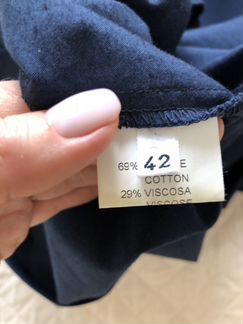 69% 42 E
COTTON
29% VISCOSA
VISCOSE